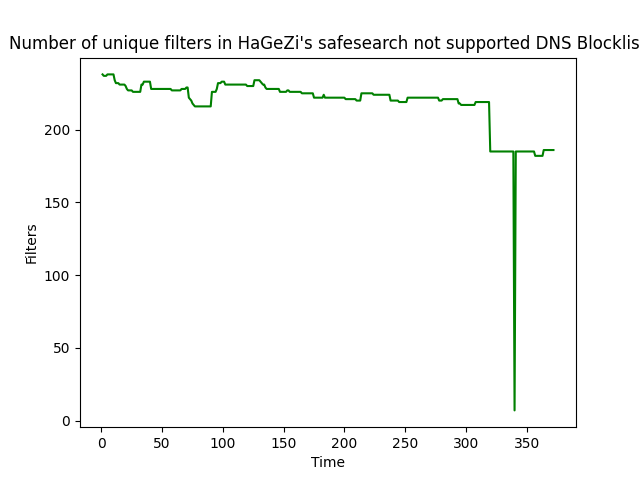 Number of unique filters in HaGeZi's safesearch not supported DNS Blocklis
Filters
200
150
100
50
0
0 50 100 150 200 250 300 350
Time